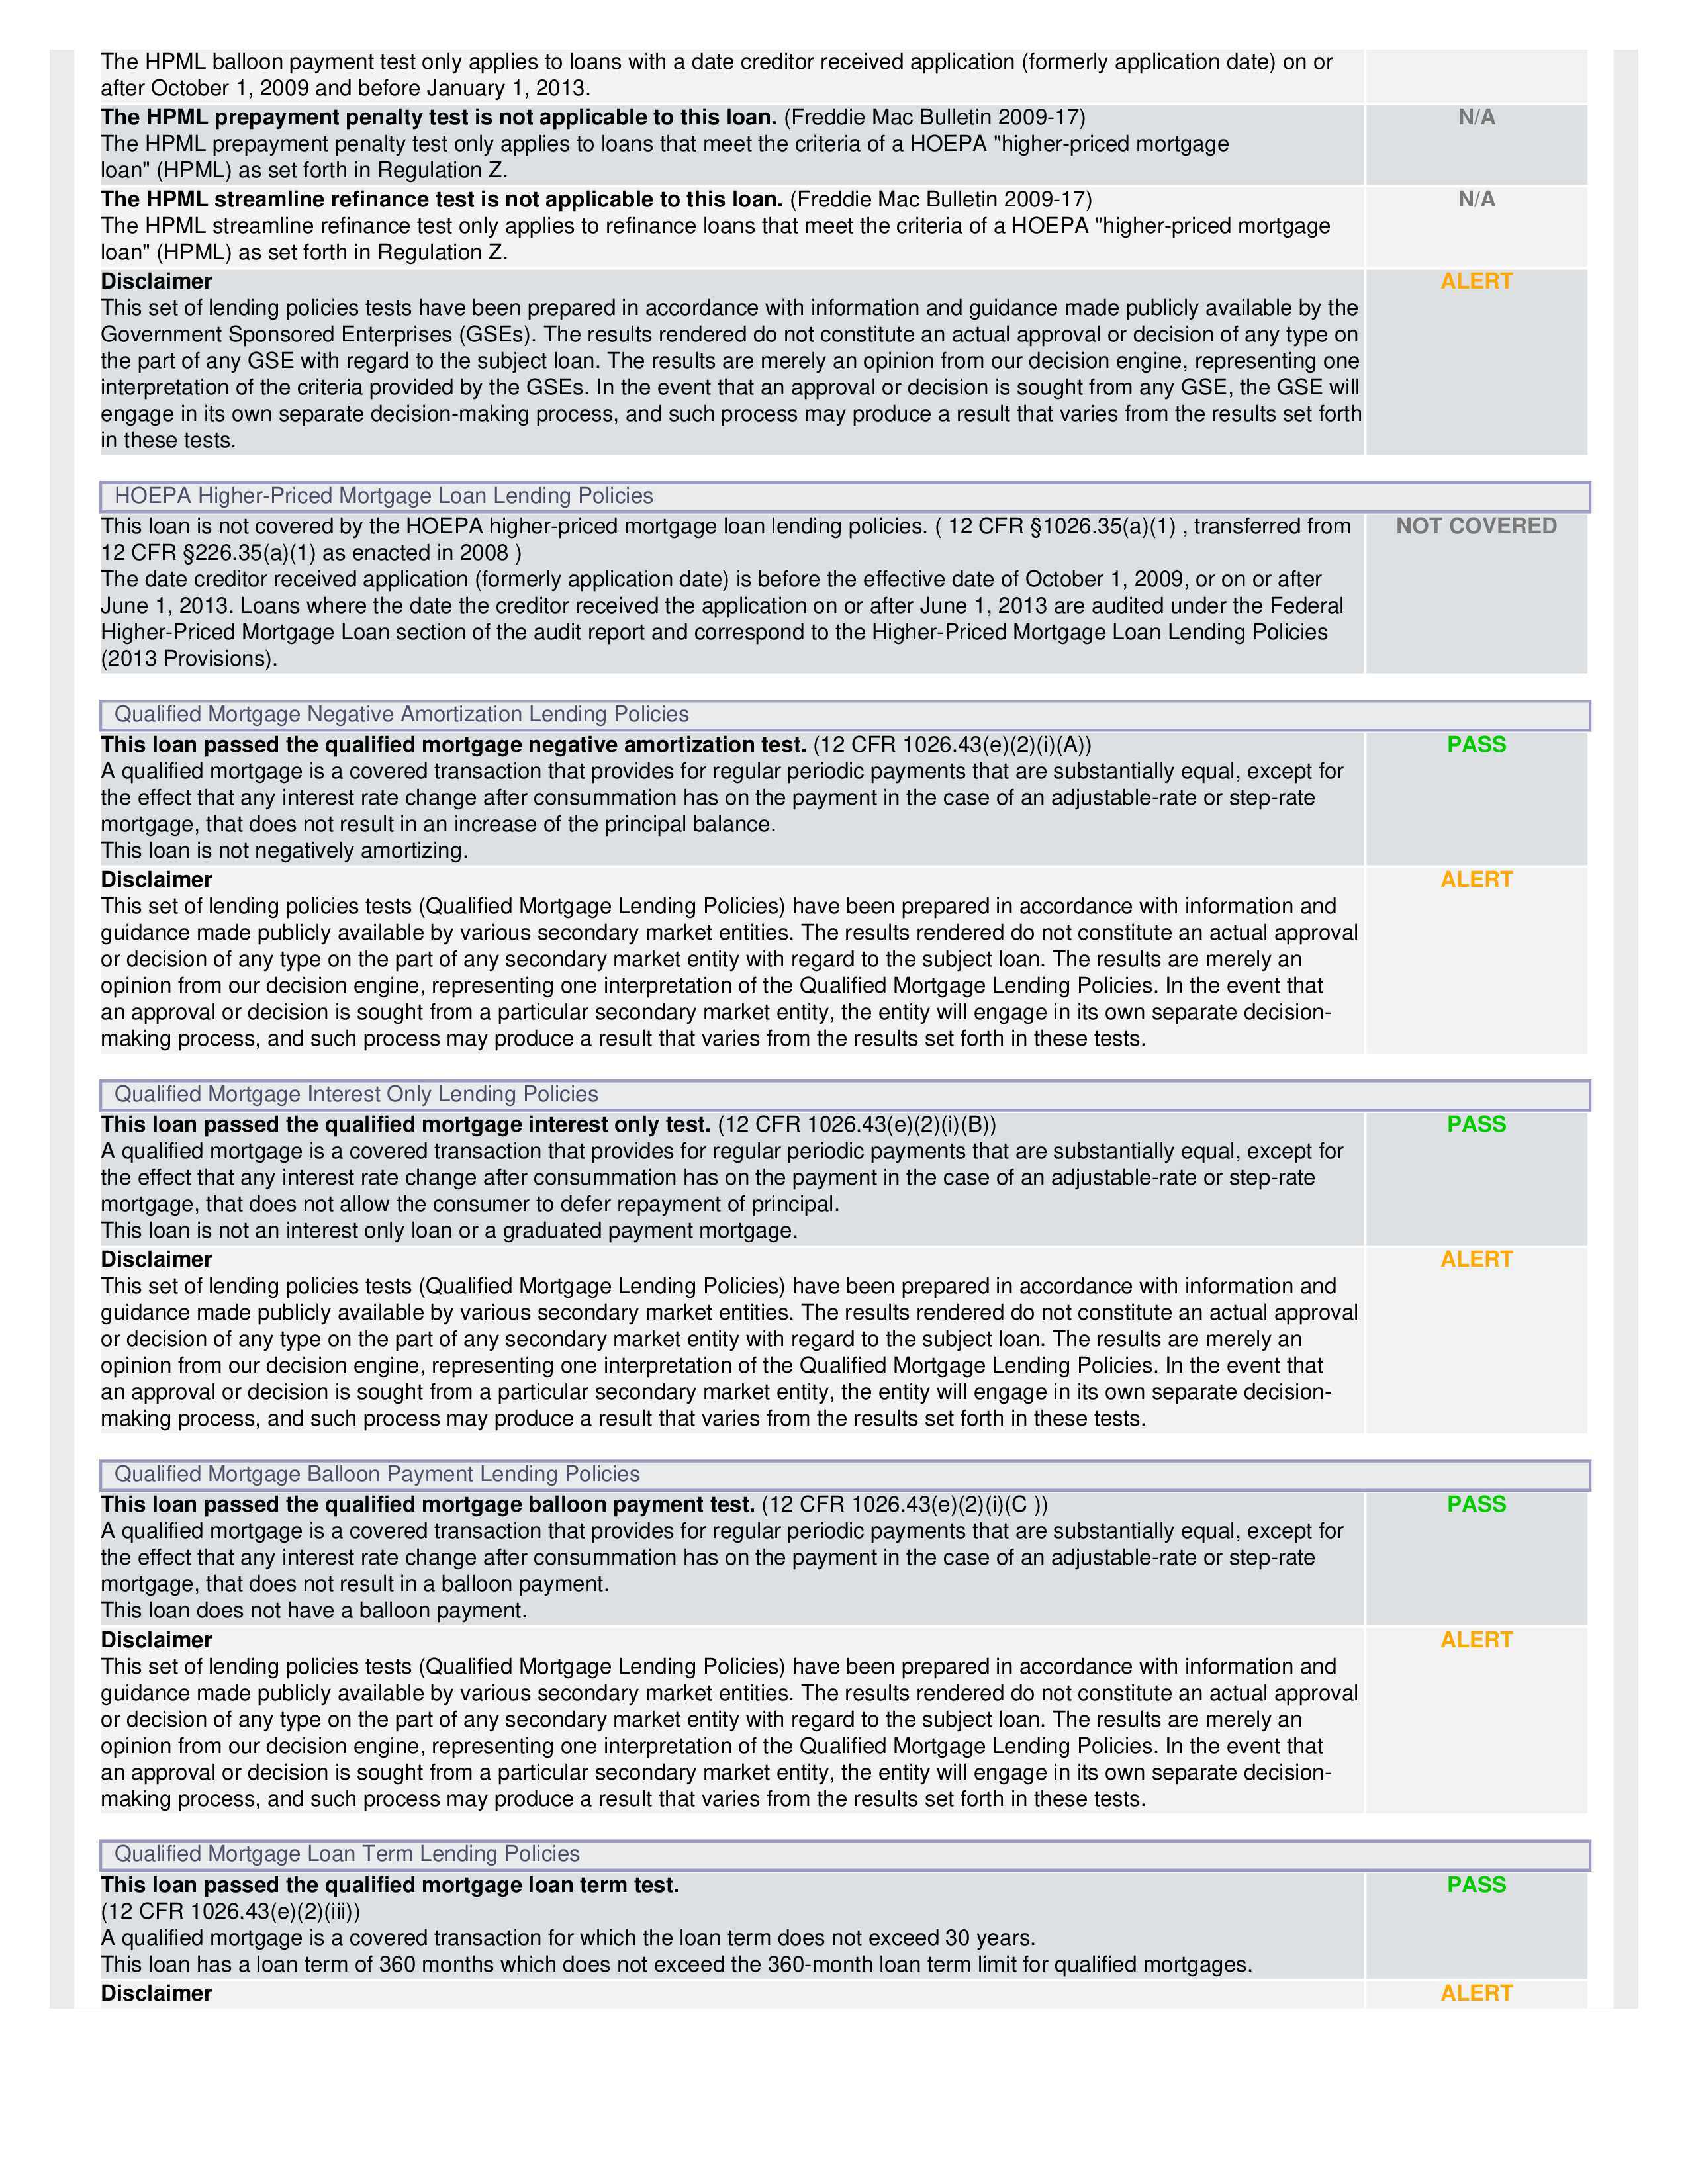 The HPML balloon payment test only applies to loans with a date creditor received application (formerly application date) on or
after October 1, 2009 and before January 1, 2013.
The HPML prepayment penalty test is not applicable to this loan. (Freddie Mac Bulletin 2009-17) N/A
The HPML prepayment penalty test only applies to loans that meet the criteria of a HOEPA "higher-priced mortgage
loan" (HPML) as set forth in Regulation Z.
The HPML streamline refinance test is not applicable to this loan. (Freddie Mac Bulletin 2009-17) N/A
The HPML streamline refinance test only applies to refinance loans that meet the criteria of a HOEPA "higher-priced mortgage
loan" (HPML) as set forth in Regulation Z.
Disclaimer ALERT
This set of lending policies tests have been prepared in accordance with information and guidance made publicly available by the
Government Sponsored Enterprises (GSEs). The results rendered do not constitute an actual approval or decision of any type on
the part of any GSE with regard to the subject loan. The results are merely an opinion from our decision engine, representing one
interpretation of the criteria provided by the GSEs. In the event that an approval or decision is sought from any GSE, the GSE will
engage in its own separate decision-making process, and such process may produce a result that varies from the results set forth
in these tests.
HOEPA Higher-Priced Mortgage Loan Lending Policies
This loan is not covered by the HOEPA higher-priced mortgage loan lending policies. ( 12 CFR §1026.35(a)(1) , transferred from NOT COVERED
12 CFR §226.35(a)(1) as enacted in 2008 )
The date creditor received application (formerly application date) is before the effective date of October 1, 2009, or on or after
June 1, 2013. Loans where the date the creditor received the application on or after June 1, 2013 are audited under the Federal
Higher-Priced Mortgage Loan section of the audit report and correspond to the Higher-Priced Mortgage Loan Lending Policies
(2013 Provisions).
Qualified Mortgage Negative Amortization Lending Policies
This loan passed the qualified mortgage negative amortization test. (12 CFR 1026.43(e)(2)(i)(A)) PASS
A qualified mortgage is a covered transaction that provides for regular periodic payments that are substantially equal, except for
the effect that any interest rate change after consummation has on the payment in the case of an adjustable-rate or step-rate
mortgage, that does not result in an increase of the principal balance.
This loan is not negatively amortizing.
Disclaimer ALERT
This set of lending policies tests (Qualified Mortgage Lending Policies) have been prepared in accordance with information and
guidance made publicly available by various secondary market entities. The results rendered do not constitute an actual approval
or decision of any type on the part of any secondary market entity with regard to the subject loan. The results are merely an
opinion from our decision engine, representing one interpretation of the Qualified Mortgage Lending Policies. In the event that
an approval or decision is sought from a particular secondary market entity, the entity will engage in its own separate decision-
making process, and such process may produce a result that varies from the results set forth in these tests.
Qualified Mortgage Interest Only Lending Policies
This loan passed the qualified mortgage interest only test. (12 CFR 1026.43(e)(2)(i)(B)) PASS
A qualified mortgage is a covered transaction that provides for regular periodic payments that are substantially equal, except for
the effect that any interest rate change after consummation has on the payment in the case of an adjustable-rate or step-rate
mortgage, that does not allow the consumer to defer repayment of principal.
This loan is not an interest only loan or a graduated payment mortgage.
Disclaimer ALERT
This set of lending policies tests (Qualified Mortgage Lending Policies) have been prepared in accordance with information and
guidance made publicly available by various secondary market entities. The results rendered do not constitute an actual approval
or decision of any type on the part of any secondary market entity with regard to the subject loan. The results are merely an
opinion from our decision engine, representing one interpretation of the Qualified Mortgage Lending Policies. In the event that
an approval or decision is sought from a particular secondary market entity, the entity will engage in its own separate decision-
making process, and such process may produce a result that varies from the results set forth in these tests.
Qualified Mortgage Balloon Payment Lending Policies
This loan passed the qualified mortgage balloon payment test. (12 CFR 1026.43(e)(2)(i)(C )) PASS
A qualified mortgage is a covered transaction that provides for regular periodic payments that are substantially equal, except for
the effect that any interest rate change after consummation has on the payment in the case of an adjustable-rate or step-rate
mortgage, that does not result in a balloon payment.
This loan does not have a balloon payment.
Disclaimer ALERT
This set of lending policies tests (Qualified Mortgage Lending Policies) have been prepared in accordance with information and
guidance made publicly available by various secondary market entities. The results rendered do not constitute an actual approval
or decision of any type on the part of any secondary market entity with regard to the subject loan. The results are merely an
opinion from our decision engine, representing one interpretation of the Qualified Mortgage Lending Policies. In the event that
an approval or decision is sought from a particular secondary market entity, the entity will engage in its own separate decision-
making process, and such process may produce a result that varies from the results set forth in these tests.
Qualified Mortgage Loan Term Lending Policies
This loan passed the qualified mortgage loan term test. PASS
(12 CFR 1026.43(e)(2)(iii))
A qualified mortgage is a covered transaction for which the loan term does not exceed 30 years.
This loan has a loan term of 360 months which does not exceed the 360-month loan term limit for qualified mortgages.
Disclaimer ALERT